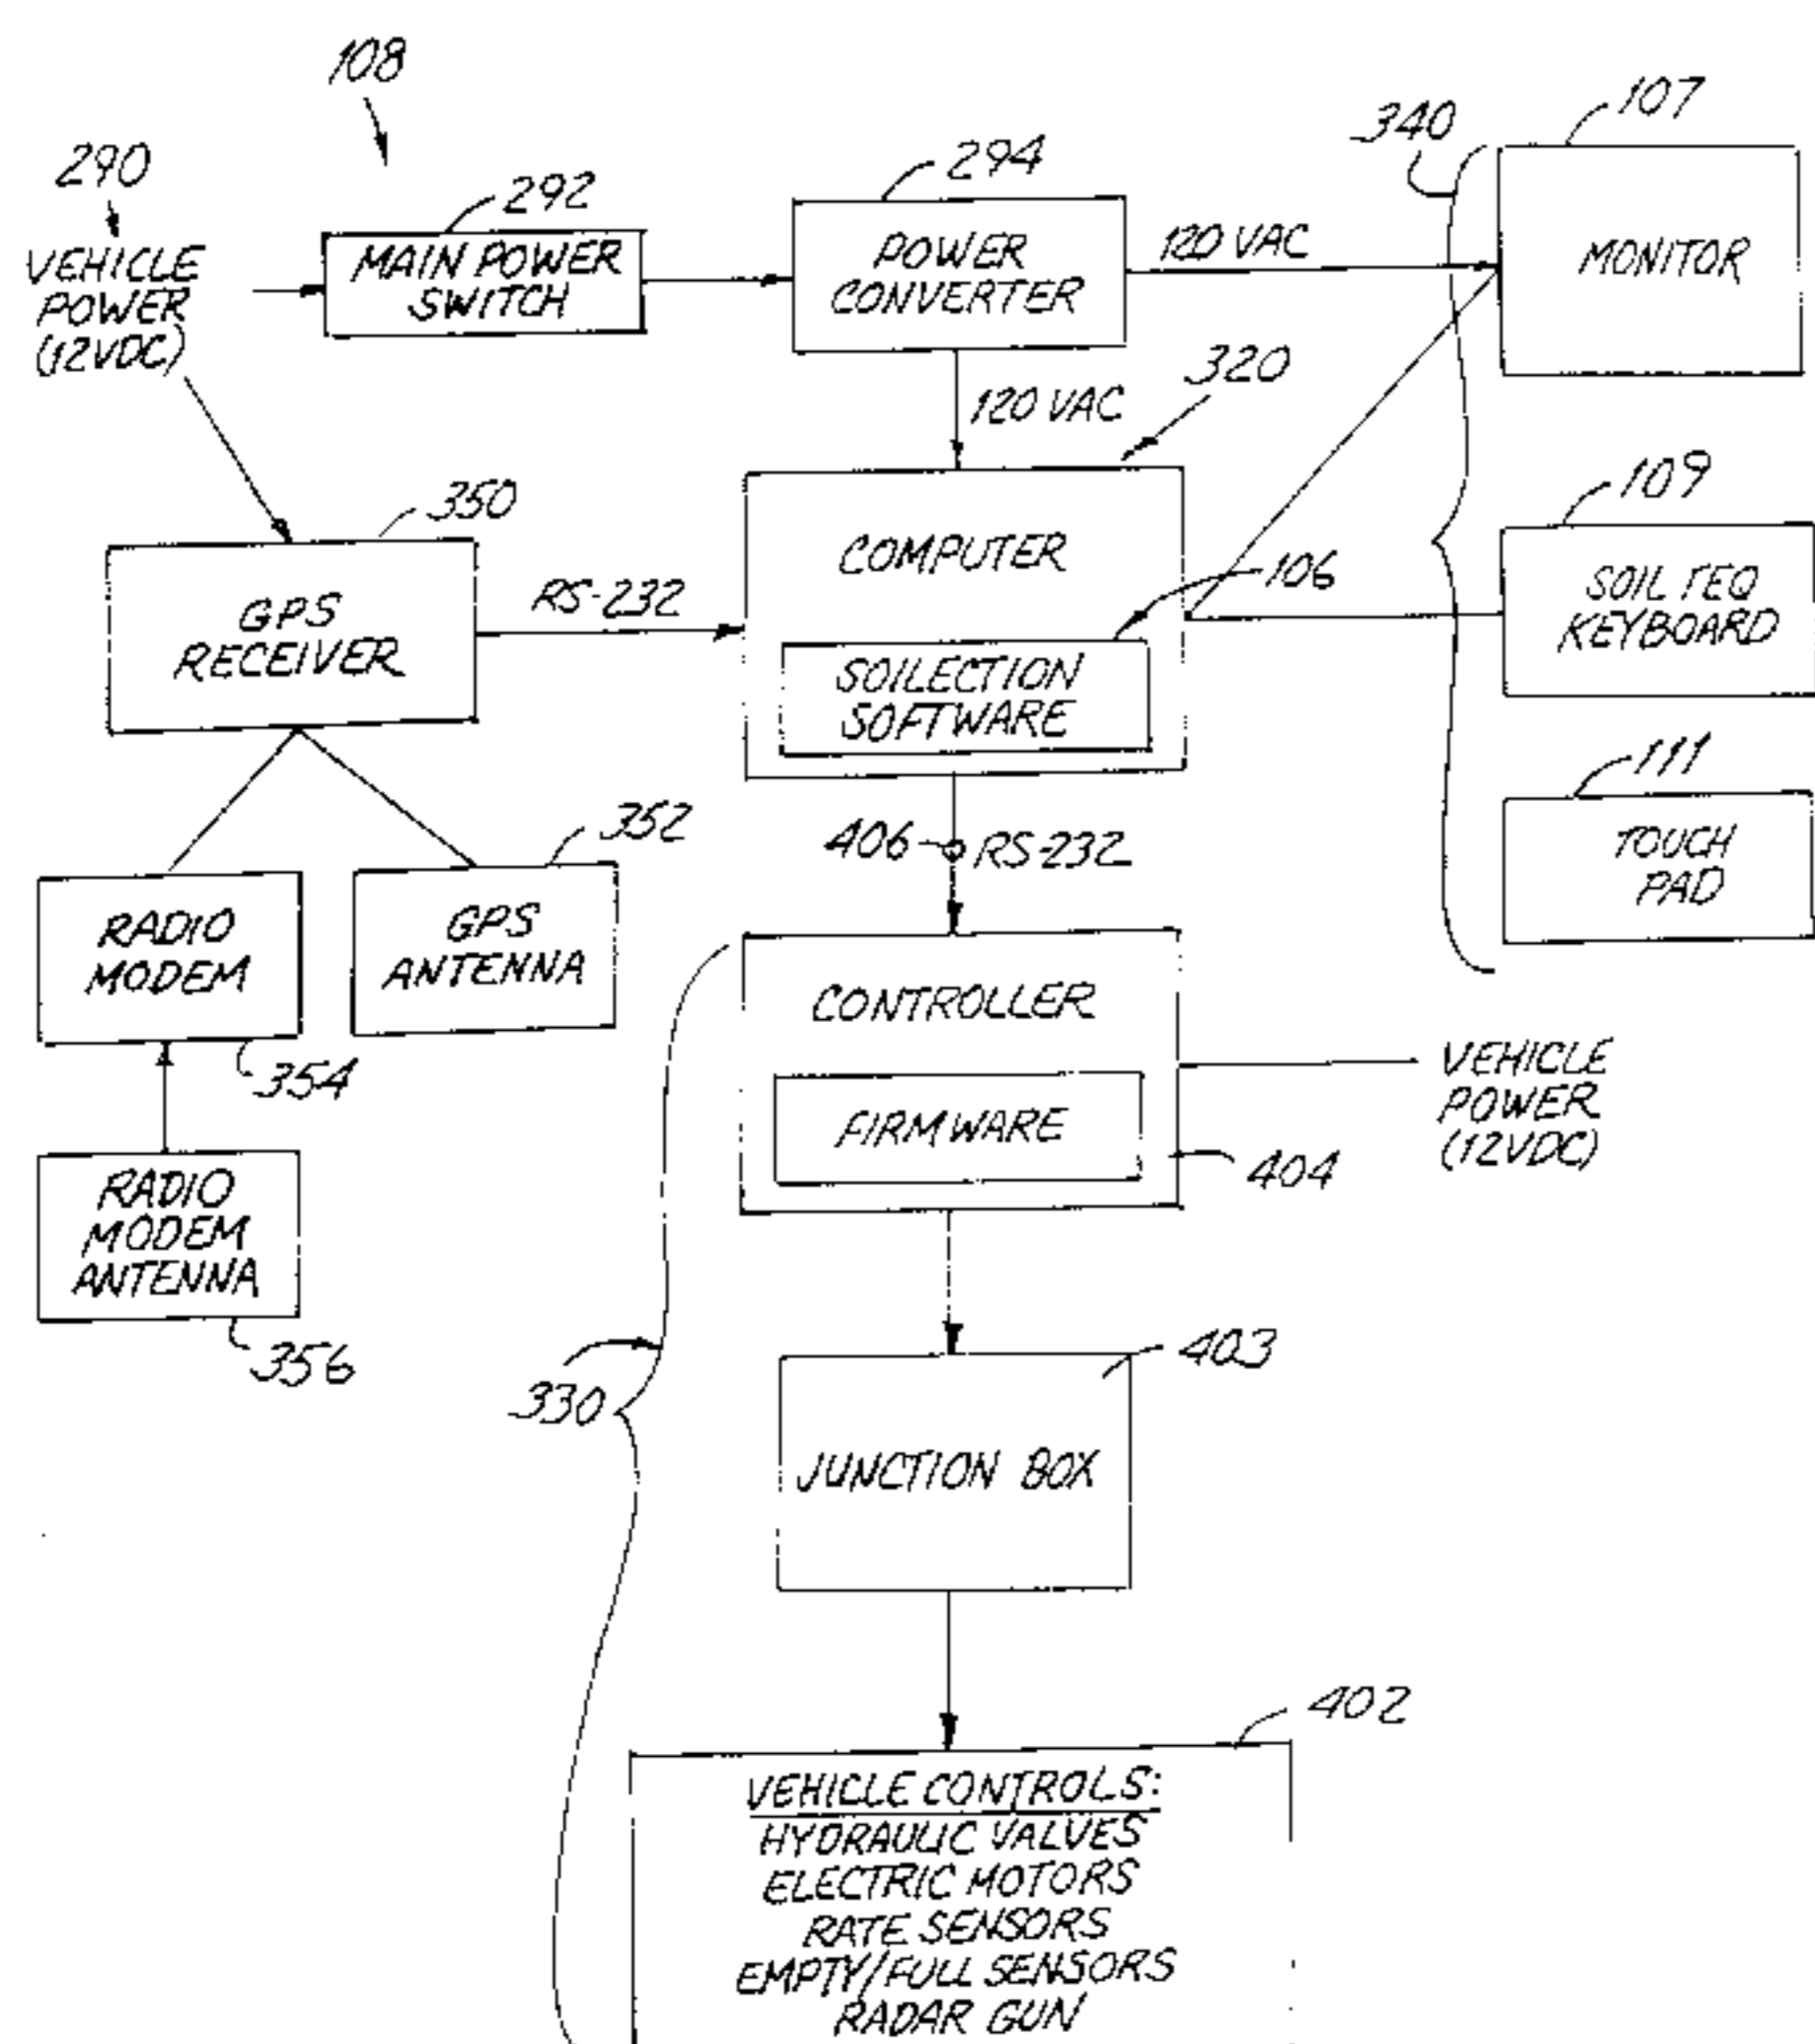 108
290
VEHICLE
POWER
(12VDC)
292
MAIN POWER
SWITCH
294
POWER
CONVERTER
120 VAC
340
107
MONITOR
120 VAC
320
350
GPS
RECEIVER
RS-232
COMPUTER
106
SOILECTION
SOFTWARE
109
SOIL TEQ
KEYBOARD
111
TOUCH
PAD
406
RS-232
352
GPS
ANTENNA
RADIO
MODEM
354
RADIO
MODEM
ANTENNA
356
CONTROLLER
FIRMWARE
404
VEHICLE
POWER
(12VDC)
330
403
JUNCTION BOX
402
VEHICLE CONTROLS:
HYDRAULIC VALVES
ELECTRIC MOTORS
RATE SENSORS
EMPTY/FULL SENSORS
RADAR GUN